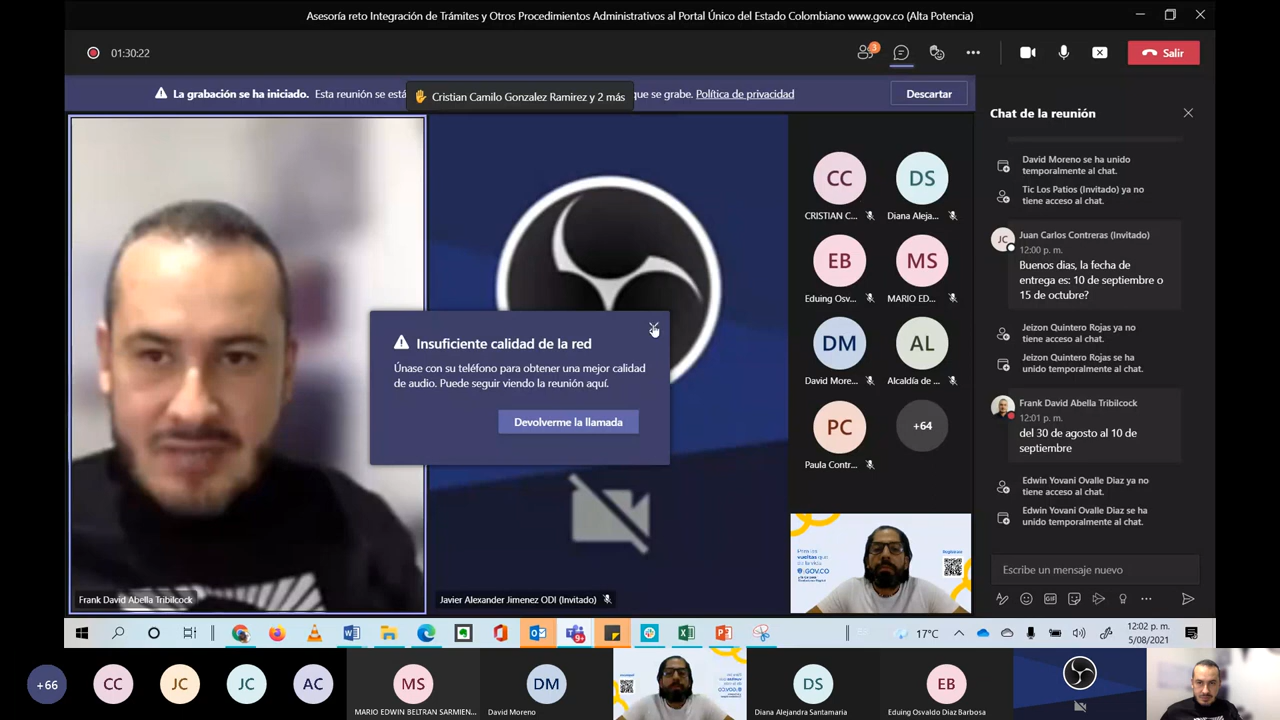 Asesoría reto Integración de Trámites y Otros Procedimientos Administrativos al Portal Único del Estado Colombiano www.gov.co (Alta Potencia)
01:30:22
3
Salir
La grabación se ha iniciado. Esta reunión se está
Cristian Camilo Gonzalez Ramirez y 2 más
que se grabe. Política de privacidad
Descartar
Insuficiente calidad de la red
Únase con su teléfono para obtener una mejor calidad
de audio. Puede seguir viendo la reunión aquí.
Devolverme la llamada
Frank David Abella Tribilcock
Javier Alexander Jimenez ODI (Invitado)
CC
CRISTIAN C...
DS
Diana Aleja...
EB
Eduing Osv...
MS
MARIO ED...
DM
David More...
AL
Alcaldía de ...
PC
Paula Contr...
+64
GOV.CO
Chat de la reunión
David Moreno se ha unido
temporalmente al chat.
Tic Los Patios (Invitado) ya no
tiene acceso al chat.
JC
Juan Carlos Contreras (Invitado)
12:00 p. m.
Buenos dias, la fecha de
entrega es: 10 de septiembre o
15 de octubre?
Jeizon Quintero Rojas ya no
tiene acceso al chat.
Jeizon Quintero Rojas se ha
unido temporalmente al chat.
Frank David Abella Tribilcock
12:01 p. m.
del 30 de agosto al 10 de
septiembre
Edwin Yovani Ovalle Diaz ya no
tiene acceso al chat.
Edwin Yovani Ovalle Diaz se ha
unido temporalmente al chat.
Escribe un mensaje nuevo
9+
17°C
12:02 p. m.
5/08/2021
+66
CC
JC
JC
AC
MS
MARIO EDWIN BELTRAN SARMIEN...
DM
David Moreno
DS
Diana Alejandra Santamaria
EB
Eduing Osvaldo Diaz Barbosa